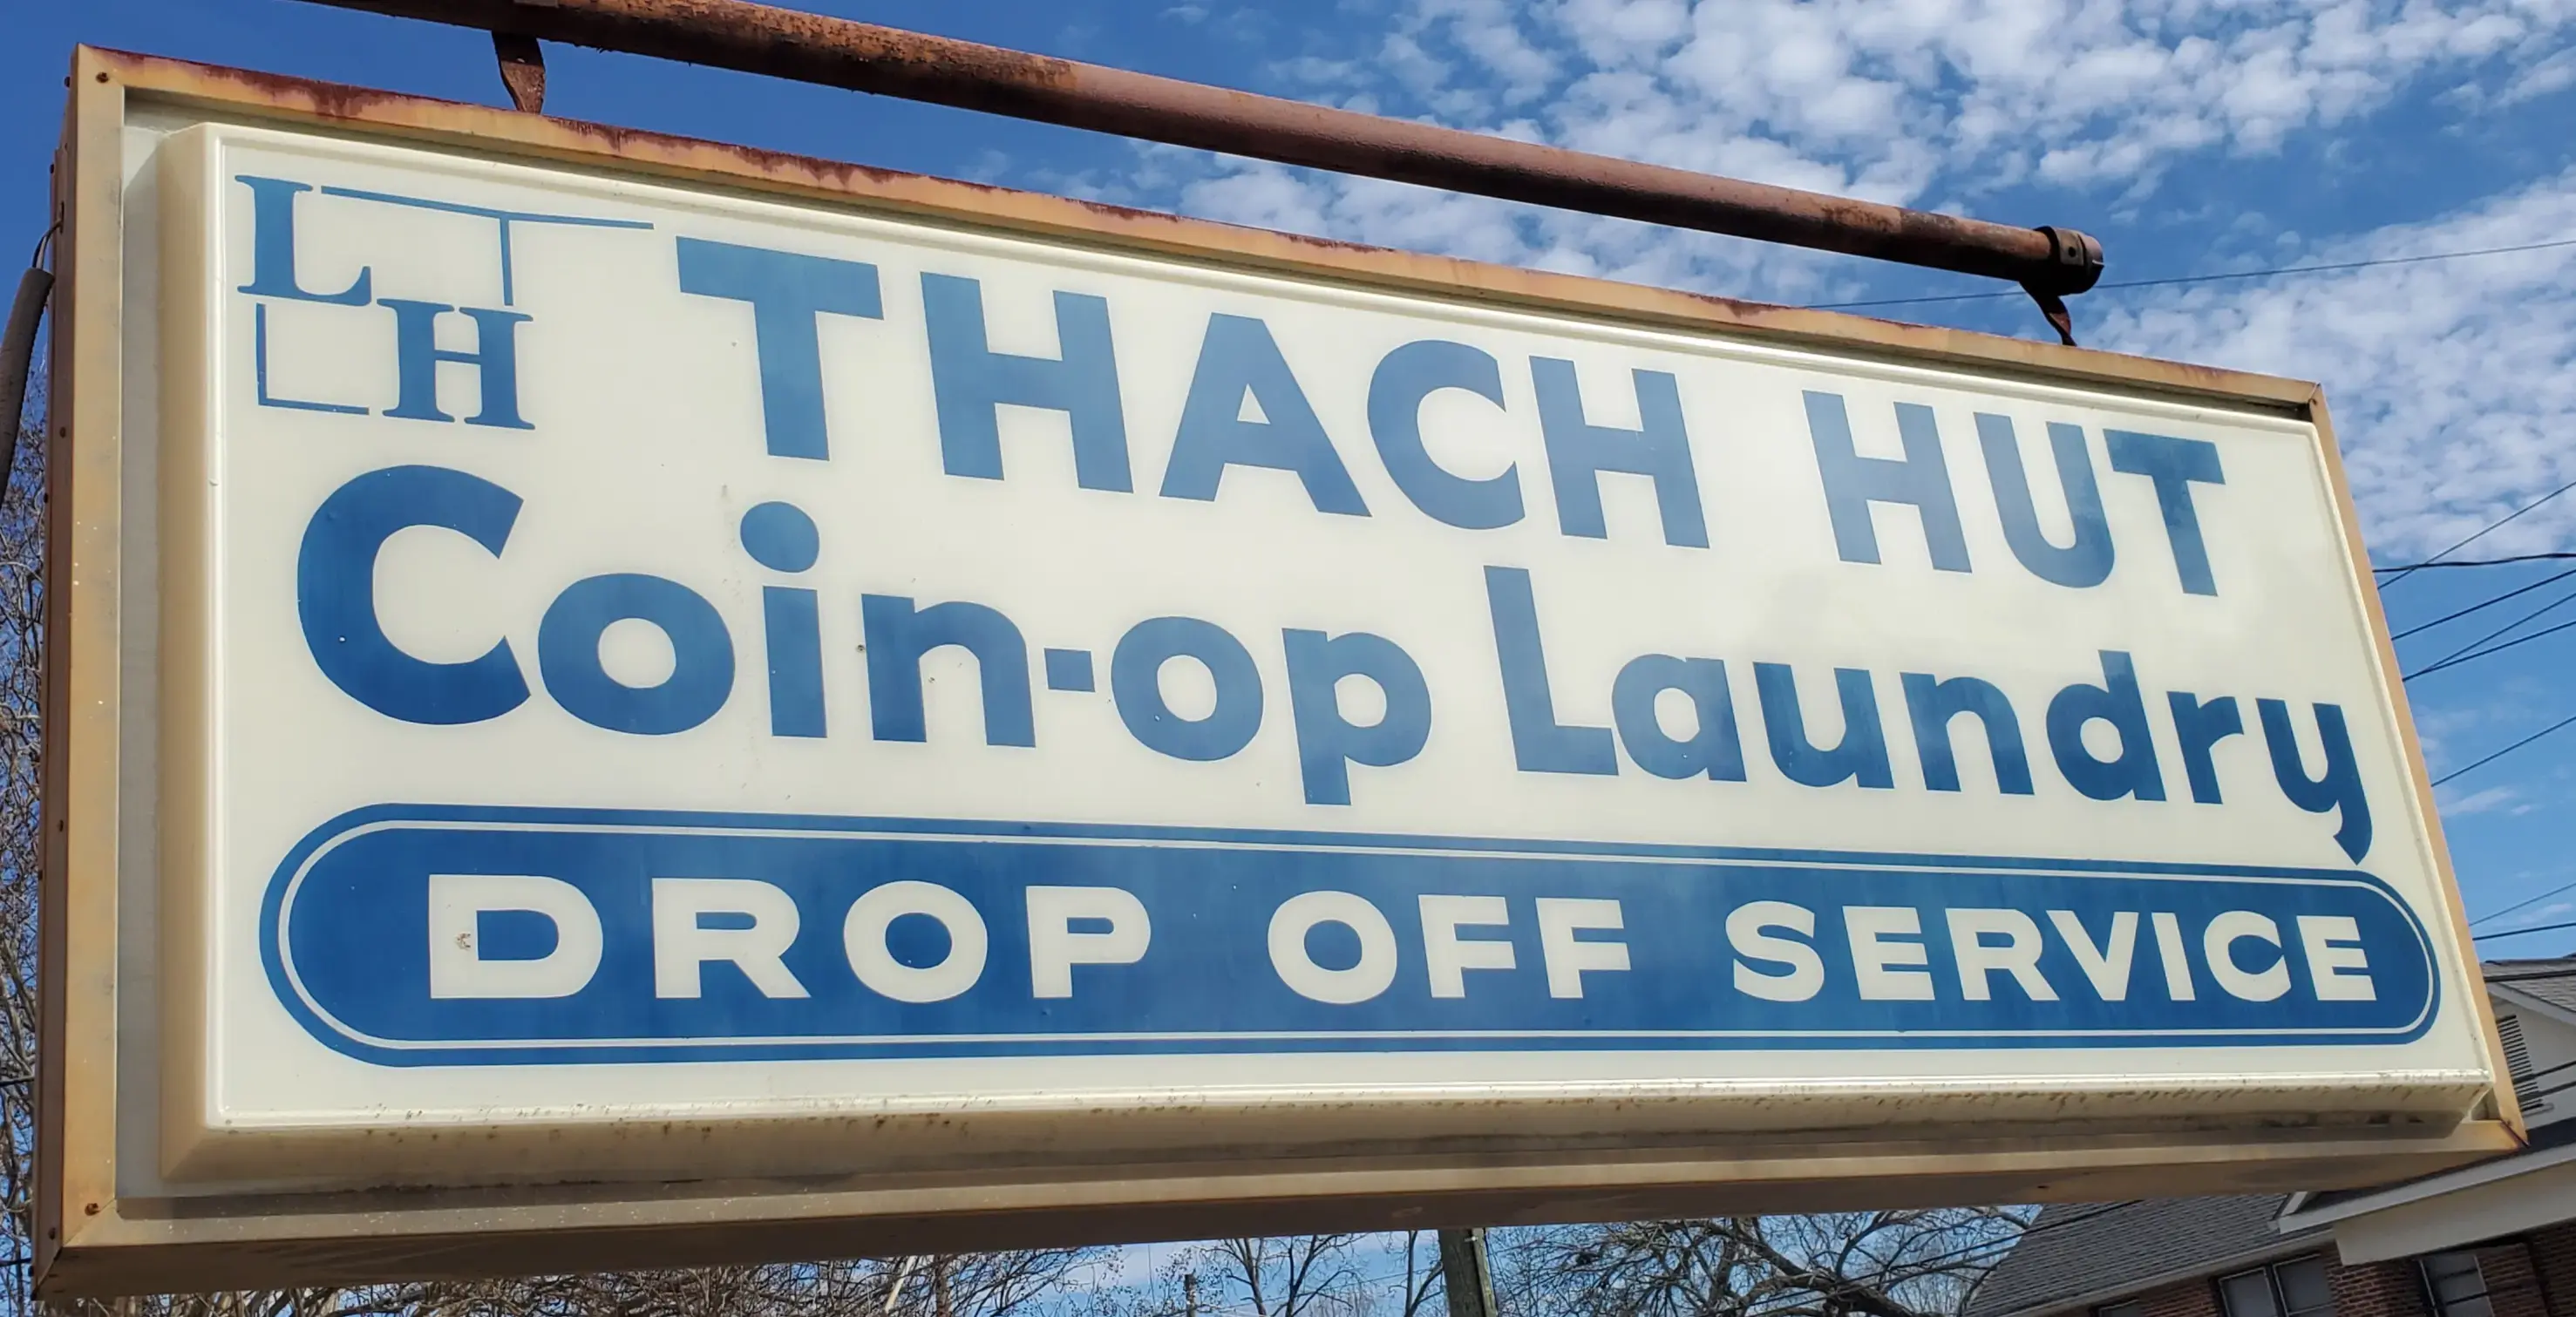 LH
THACH HUT
Coin-op Laundry
DROP OFF SERVICE